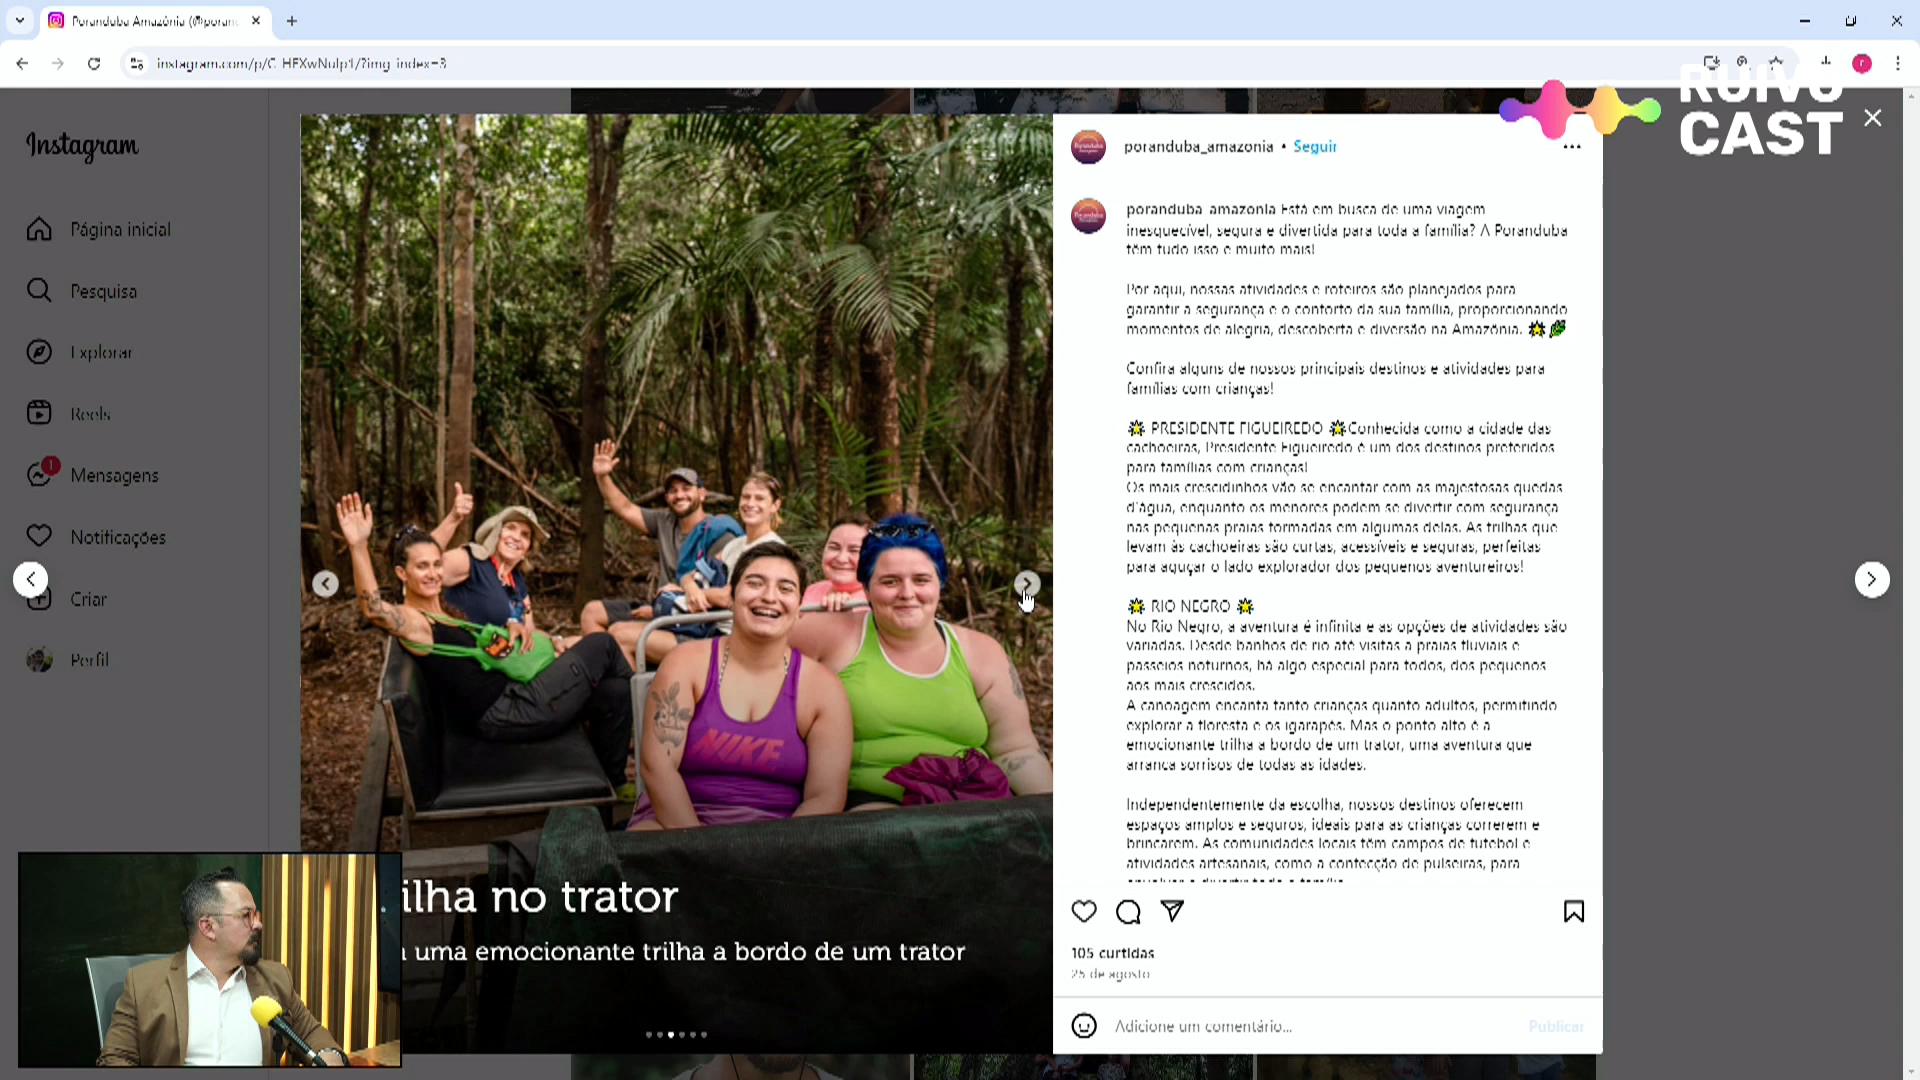 Poranduba Amazônia (@poran
instagram.com/p/C_HFXwNulp1/?img_index=3
RUIVO
CAST
Instagram
Página inicial
Pesquisa
Explorar
Reels
1
Mensagens
Notificações
Criar
Perfil
NIKE
ilha no trator
uma emocionante trilha a bordo de um trator
poranduba_amazonia • Seguir
poranduba_amazonia Está em busca de uma viagem
inesquecível, segura e divertida para toda a família? A Poranduba
têm tudo isso e muito mais!
Por aqui, nossas atividades e roteiros são planejados para
garantir a segurança e o conforto da sua família, proporcionando
momentos de alegria, descoberta e diversão na Amazônia. 🌟🌿
Confira alguns de nossos principais destinos e atividades para
famílias com crianças!
🌟 PRESIDENTE FIGUEIREDO 🌟Conhecida como a cidade das
cachoeiras, Presidente Figueiredo é um dos destinos preferidos
para famílias com crianças!
Os mais crescidinhos vão se encantar com as majestosas quedas
d'água, enquanto os menores podem se divertir com segurança
nas pequenas praias formadas em algumas delas. As trilhas que
levam às cachoeiras são curtas, acessíveis e seguras, perfeitas
para aguçar o lado explorador dos pequenos aventureiros!
🌟 RIO NEGRO 🌟
No Rio Negro, a aventura é infinita e as opções de atividades são
variadas. Desde banhos de rio até visitas a praias fluviais e
passeios noturnos, há algo especial para todos, dos pequenos
aos mais crescidos.
A canoagem encanta tanto crianças quanto adultos, permitindo
explorar a floresta e os igarapés. Mas o ponto alto é a
emocionante trilha a bordo de um trator, uma aventura que
arranca sorrisos de todas as idades.
Independentemente da escolha, nossos destinos oferecem
espaços amplos e seguros, ideais para as crianças correrem e
brincarem. As comunidades locais têm campos de futebol e
atividades artesanais, como a confecção de pulseiras, para
105 curtidas
25 de agosto
Adicione um comentário...
Publicar